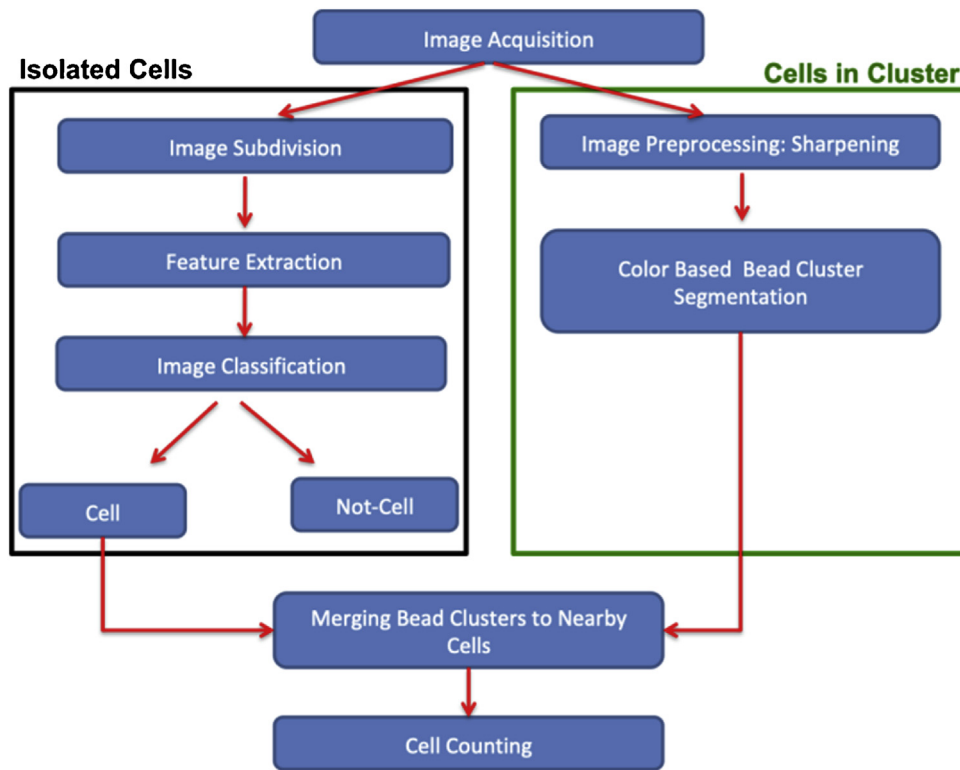 Image Acquisition
Isolated Cells
Cells in Cluster
Image Subdivision
Feature Extraction
Image Classification
Cell
Not-Cell
Image Preprocessing: Sharpening
Color Based  Bead Cluster
Segmentation
Merging Bead Clusters to Nearby
Cells
Cell Counting